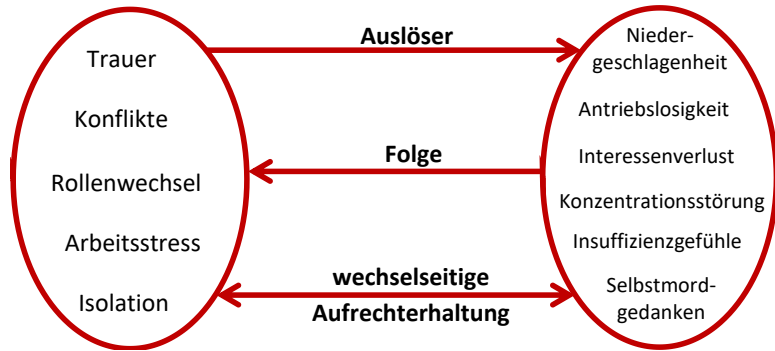 Trauer
Konflikte
Rollenwechsel
Arbeitsstress
Isolation
Auslöser
Folge
wechselseitige
Aufrechterhaltung
Nieder-
geschlagenheit
Antriebslosigkeit
Interessenverlust
Konzentrationsstörung
Insuffizienzgefühle
Selbstmord-
gedanken